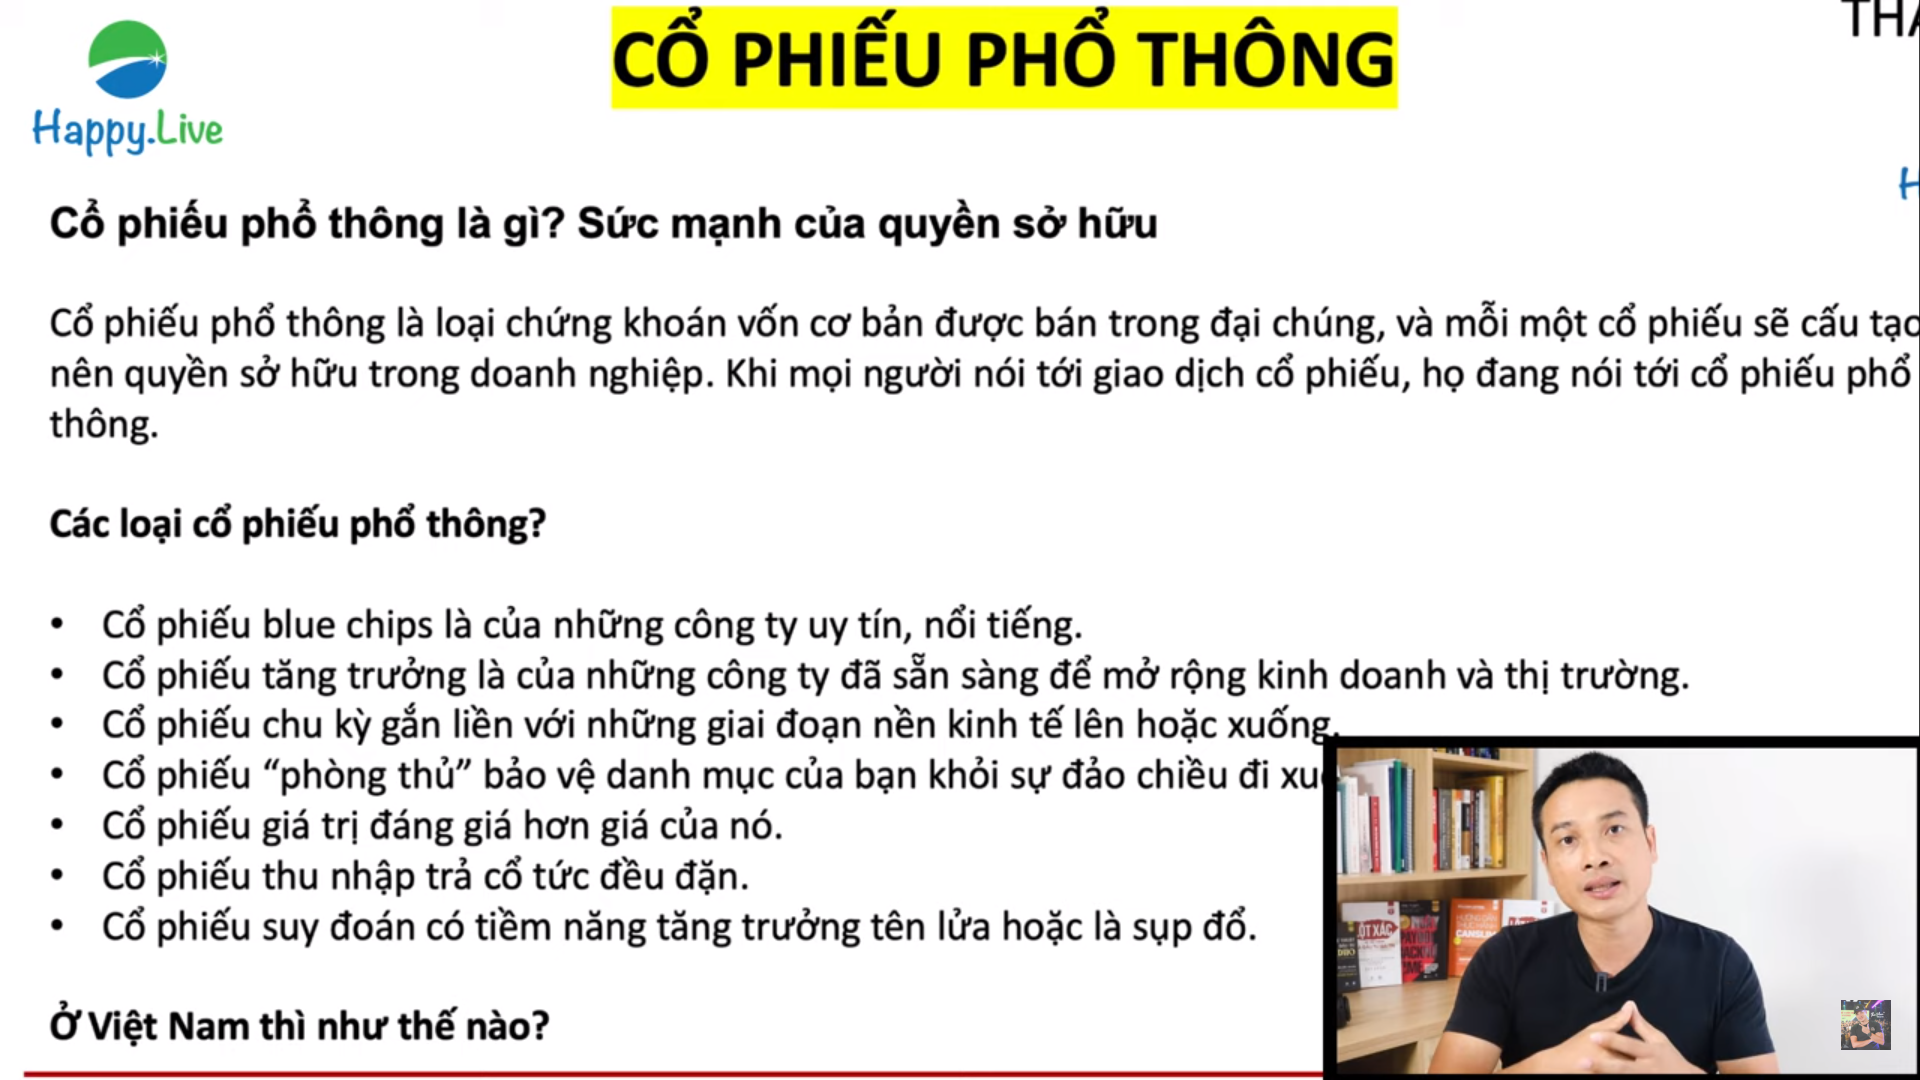 CỔ PHIẾU PHỔ THÔNG
Happy.Live
Cổ phiếu phổ thông là gì? Sức mạnh của quyền sở hữu
Cổ phiếu phổ thông là loại chứng khoán vốn cơ bản được bán trong đại chúng, và mỗi một cổ phiếu sẽ cấu tạo
nên quyền sở hữu trong doanh nghiệp. Khi mọi người nói tới giao dịch cổ phiếu, họ đang nói tới cổ phiếu phổ
thông.
Các loại cổ phiếu phổ thông?
• Cổ phiếu blue chips là của những công ty uy tín, nổi tiếng.
• Cổ phiếu tăng trưởng là của những công ty đã sẵn sàng để mở rộng kinh doanh và thị trường.
• Cổ phiếu chu kỳ gắn liền với những giai đoạn nền kinh tế lên hoặc xuống.
• Cổ phiếu “phòng thủ” bảo vệ danh mục của bạn khỏi sự đảo chiều đi
• Cổ phiếu giá trị đáng giá hơn giá của nó.
• Cổ phiếu thu nhập trả cổ tức đều đặn.
• Cổ phiếu suy đoán có tiềm năng tăng trưởng tên lửa hoặc là sụp đổ.
Ở Việt Nam thì như thế nào?